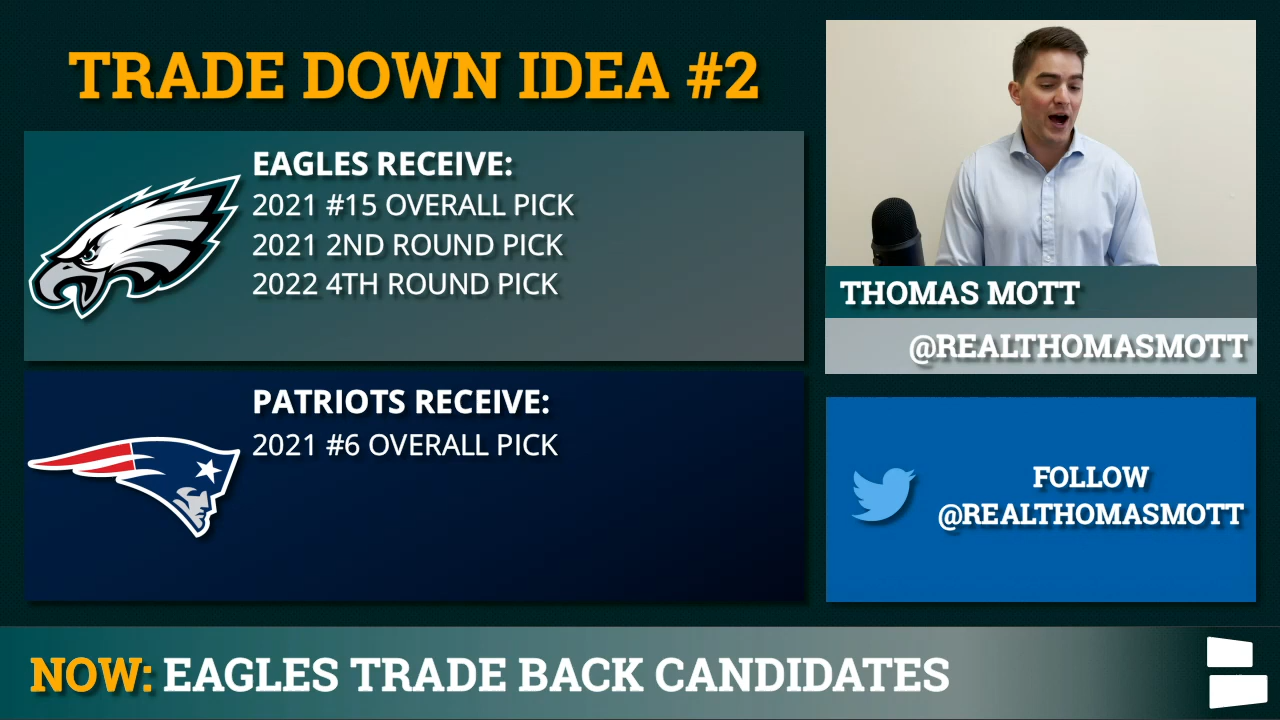 TRADE DOWN IDEA #2
EAGLES RECEIVE:
2021 #15 OVERALL PICK
2021 2ND ROUND PICK
2022 4TH ROUND PICK
PATRIOTS RECEIVE:
2021 #6 OVERALL PICK
THOMAS MOTT
@REALTHOMASMOTT
FOLLOW
@REALTHOMASMOTT
NOW: EAGLES TRADE BACK CANDIDATES